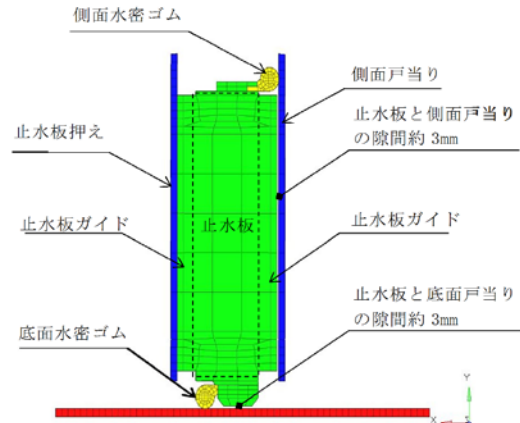 側面水密ゴム
側面戸当り
止水板と側面戸当り
の隙間約 3mm
止水板押え
止水板ガイド
止水板
止水板ガイド
止水板と底面戸当り
の隙間約 3mm
底面水密ゴム
Y
X
Z